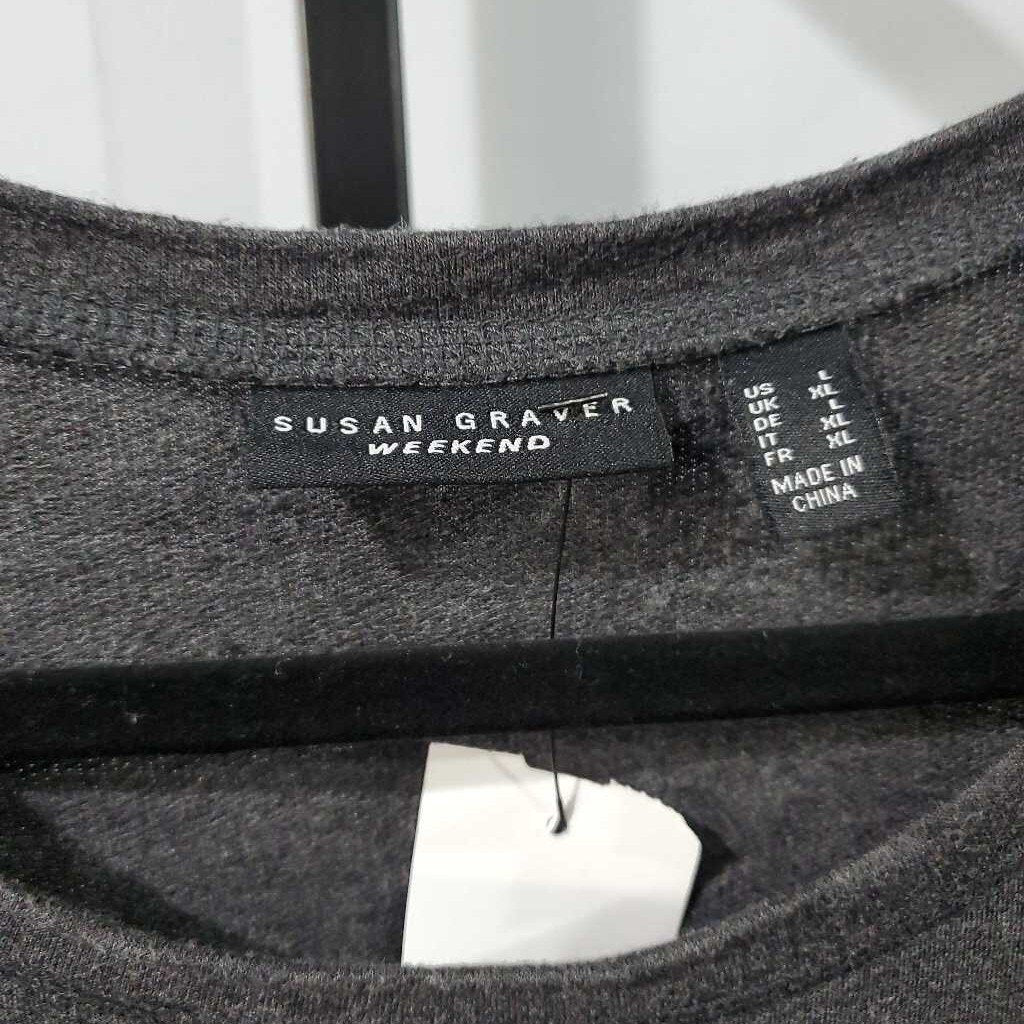 SUSAN GRAVER
WEEKEND
US L
UK XL
DE L
IT XL
FR XL
MADE IN
CHINA